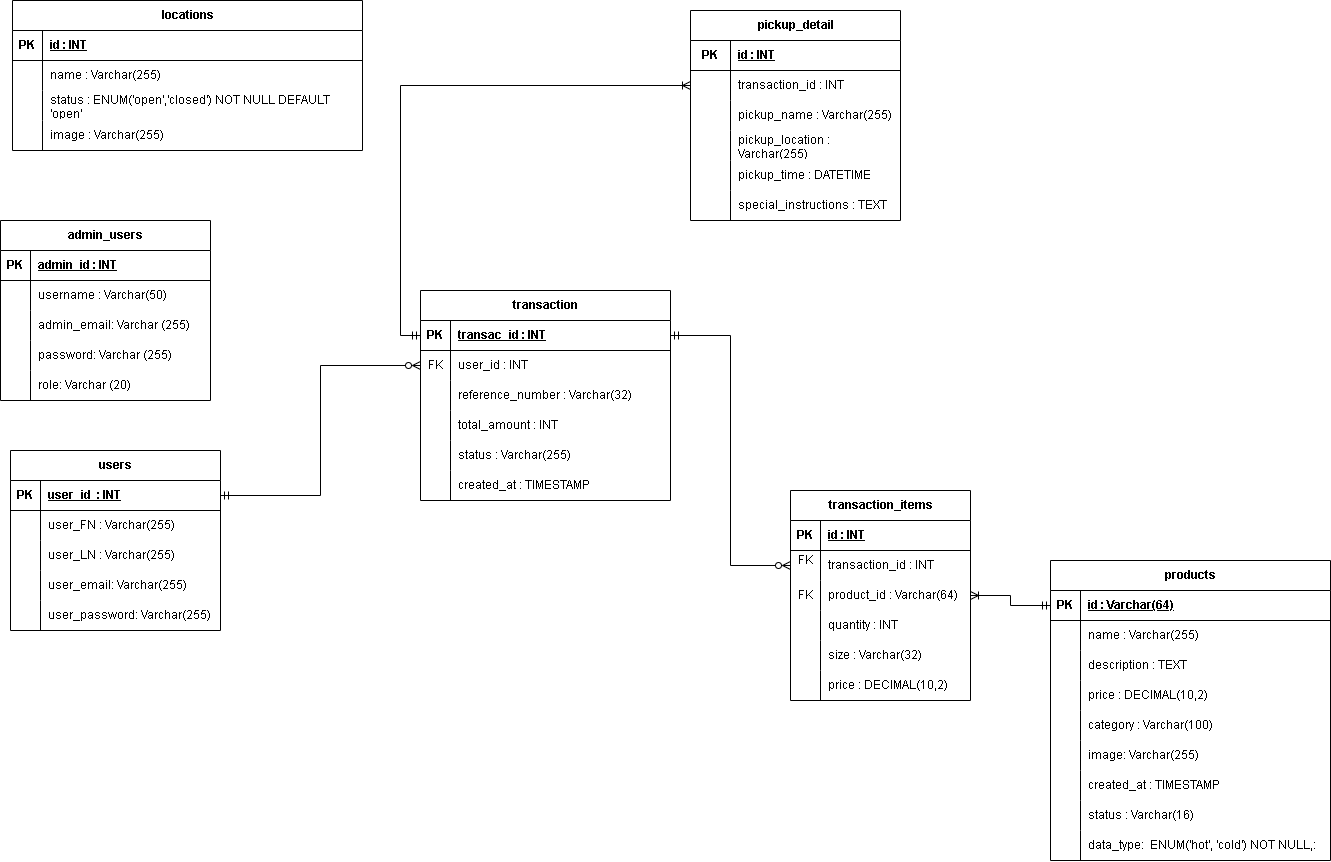 locations
PK id : INT
name : Varchar(255)
status : ENUM('open','closed') NOT NULL DEFAULT
'open'
image : Varchar(255)
pickup_detail
PK id : INT
transaction_id : INT
pickup_name : Varchar(255)
pickup_location :
Varchar(255)
pickup_time : DATETIME
special_instructions : TEXT
admin_users
PK admin_id : INT
username : Varchar(50)
admin_email: Varchar (255)
password: Varchar (255)
role: Varchar (20)
transaction
PK transac_id : INT
FK user_id : INT
reference_number : Varchar(32)
total_amount : INT
status : Varchar(255)
created_at : TIMESTAMP
users
PK user_id : INT
user_FN : Varchar(255)
user_LN : Varchar(255)
user_email: Varchar(255)
user_password: Varchar(255)
transaction_items
PK id : INT
FK transaction_id : INT
FK product_id : Varchar(64)
quantity : INT
size : Varchar(32)
price : DECIMAL(10,2)
products
PK id : Varchar(64)
name : Varchar(255)
description : TEXT
price : DECIMAL(10,2)
category : Varchar(100)
image: Varchar(255)
created_at : TIMESTAMP
status : Varchar(16)
data_type: ENUM('hot', 'cold') NOT NULL,: